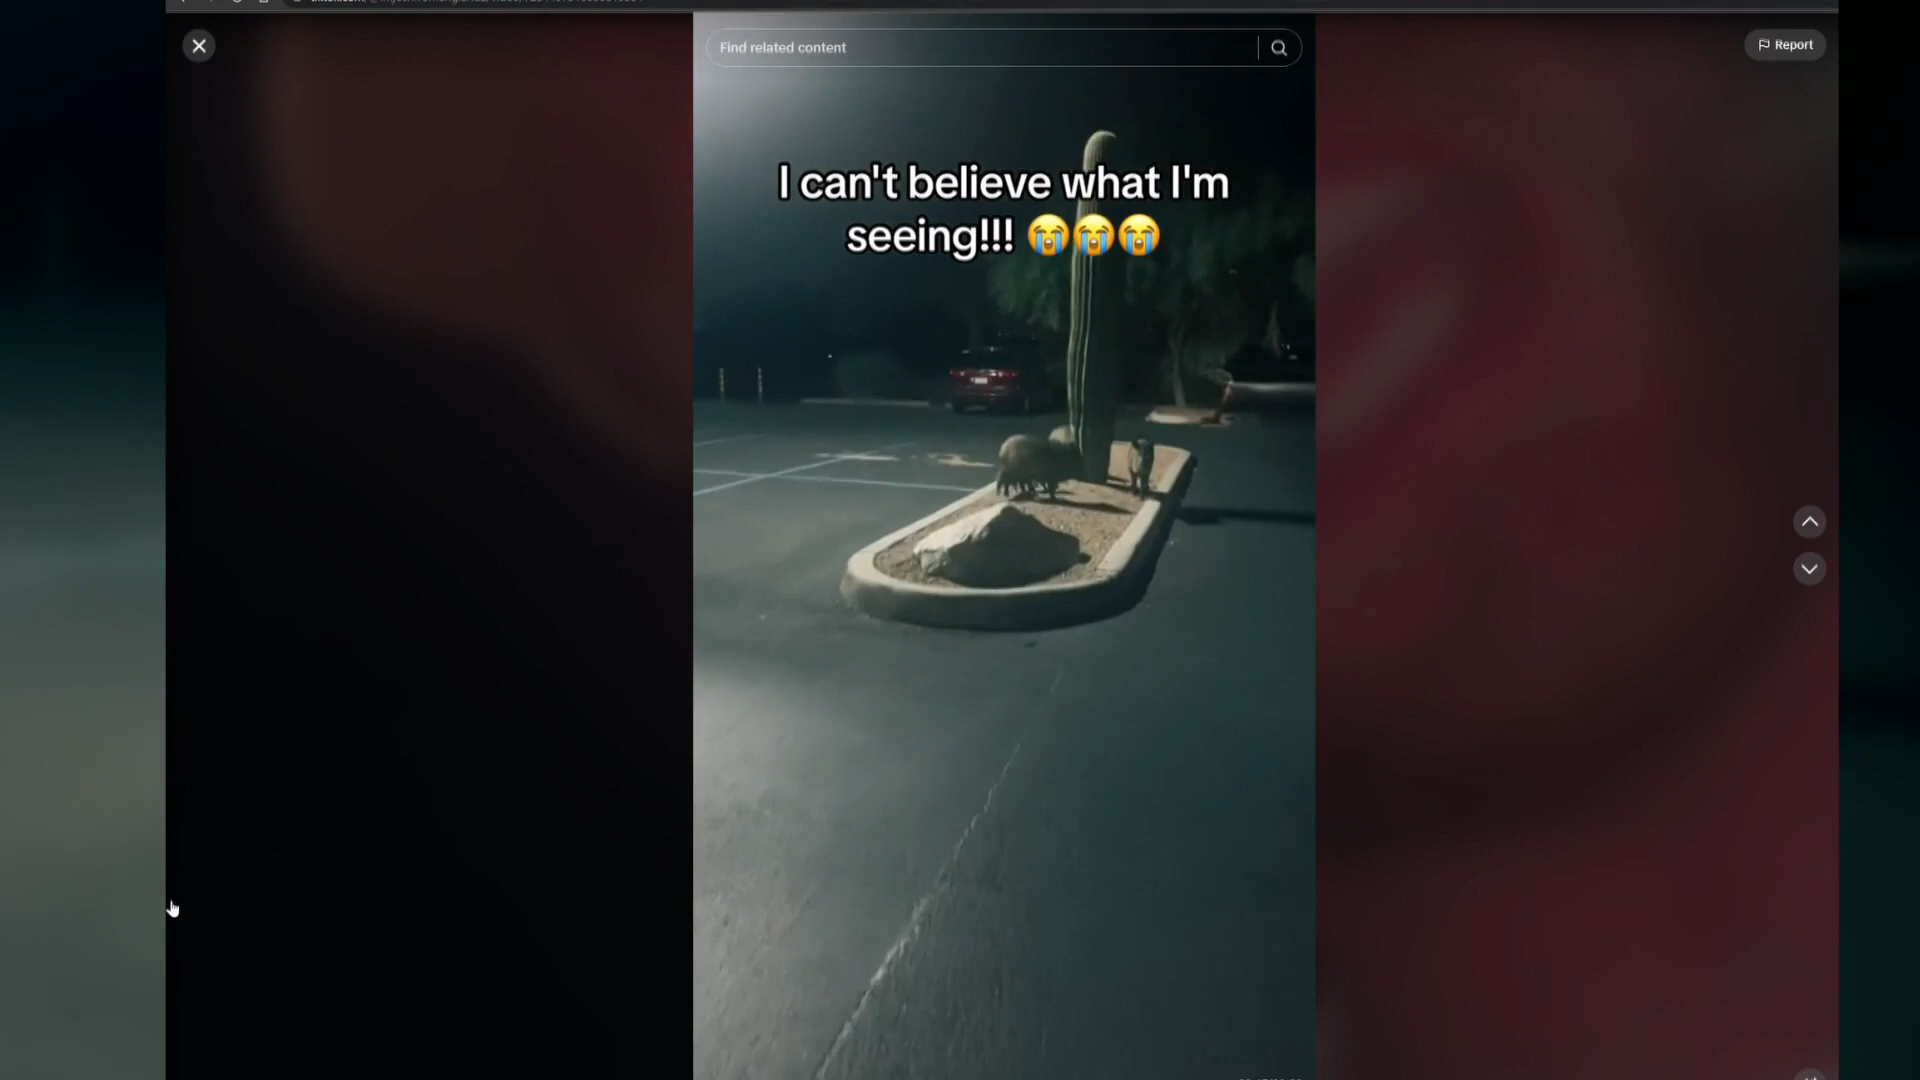 Find related content
Report
I can't believe what I'm
seeing!!! 😭😭😭